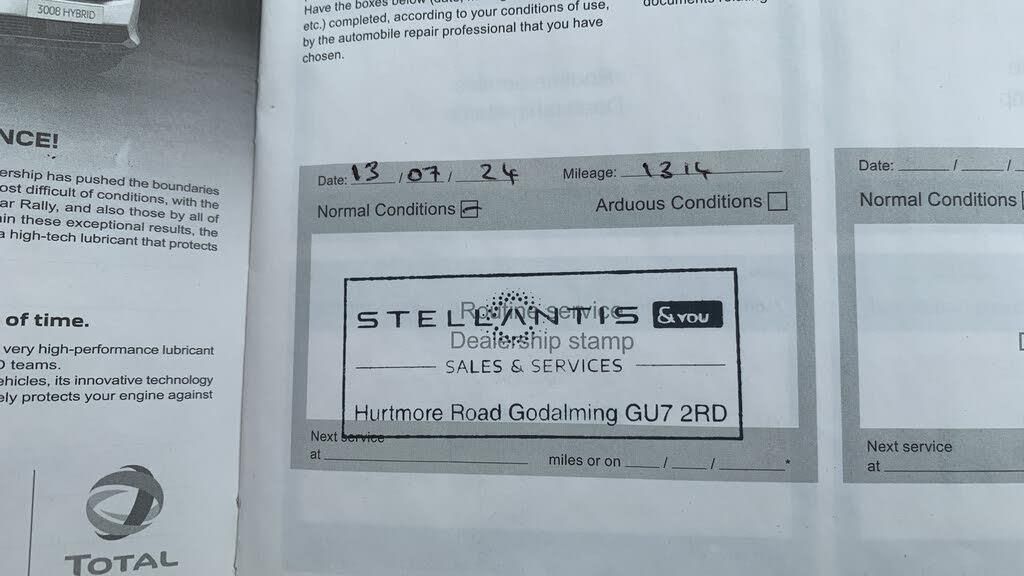 3008 HYBRID
NCE!
ership has pushed the boundaries
ost difficult of conditions, with the
ar Rally, and also those by all of
in these exceptional results, the
a high-tech lubricant that protects
of time.
very high-performance lubricant
D teams.
ehicles, its innovative technology
ely protects your engine against
TOTAL
Have the boxes below (date,
etc.) completed, according to your conditions of use,
by the automobile repair professional that you have
chosen.
Date: 13 / 07 / 24 Mileage: 1314
Normal Conditions Arduous Conditions
Routine service
STELLANTIS &YOU
Dealership stamp
SALES & SERVICES
Hurtmore Road Godalming GU7 2RD
Next service
at miles or on / / *
Date: / /
Normal Conditions
Next service
at